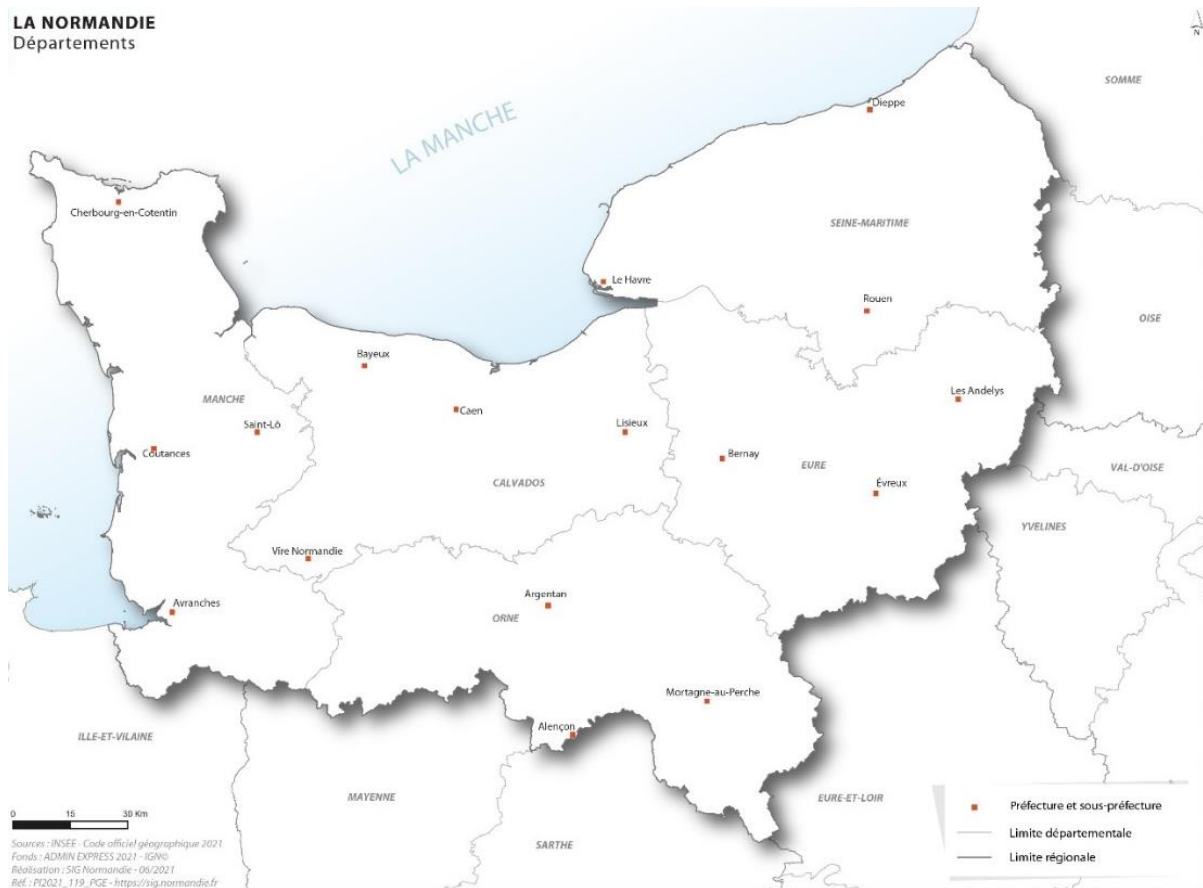 LA NORMANDIE
Départements
N
SOMME
LA MANCHE
Dieppe
Cherbourg-en-Cotentin
SEINE-MARITIME
Le Havre
Rouen
OISE
Bayeux
Les Andelys
MANCHE
Caen
Saint-Lô
Lisieux
Coutances
Bernay
EURE
VAL-D'OISE
CALVADOS
Évreux
YVELINES
Vire Normandie
Argentan
Avranches
ORNE
Mortagne-au-Perche
Alençon
ILLE-ET-VILAINE
MAYENNE
EURE-ET-LOIR
SARTHE
0 15 30 Km
Sources : INSEE - Code officiel géographique 2021
Fonds : ADMIN EXPRESS 2021 - IGN©
Réalisation : SIG Normandie - 06/2021
Réf. : PI2021_119_PGE - https://sig.normandie.fr
Préfecture et sous-préfecture
Limite départementale
Limite régionale